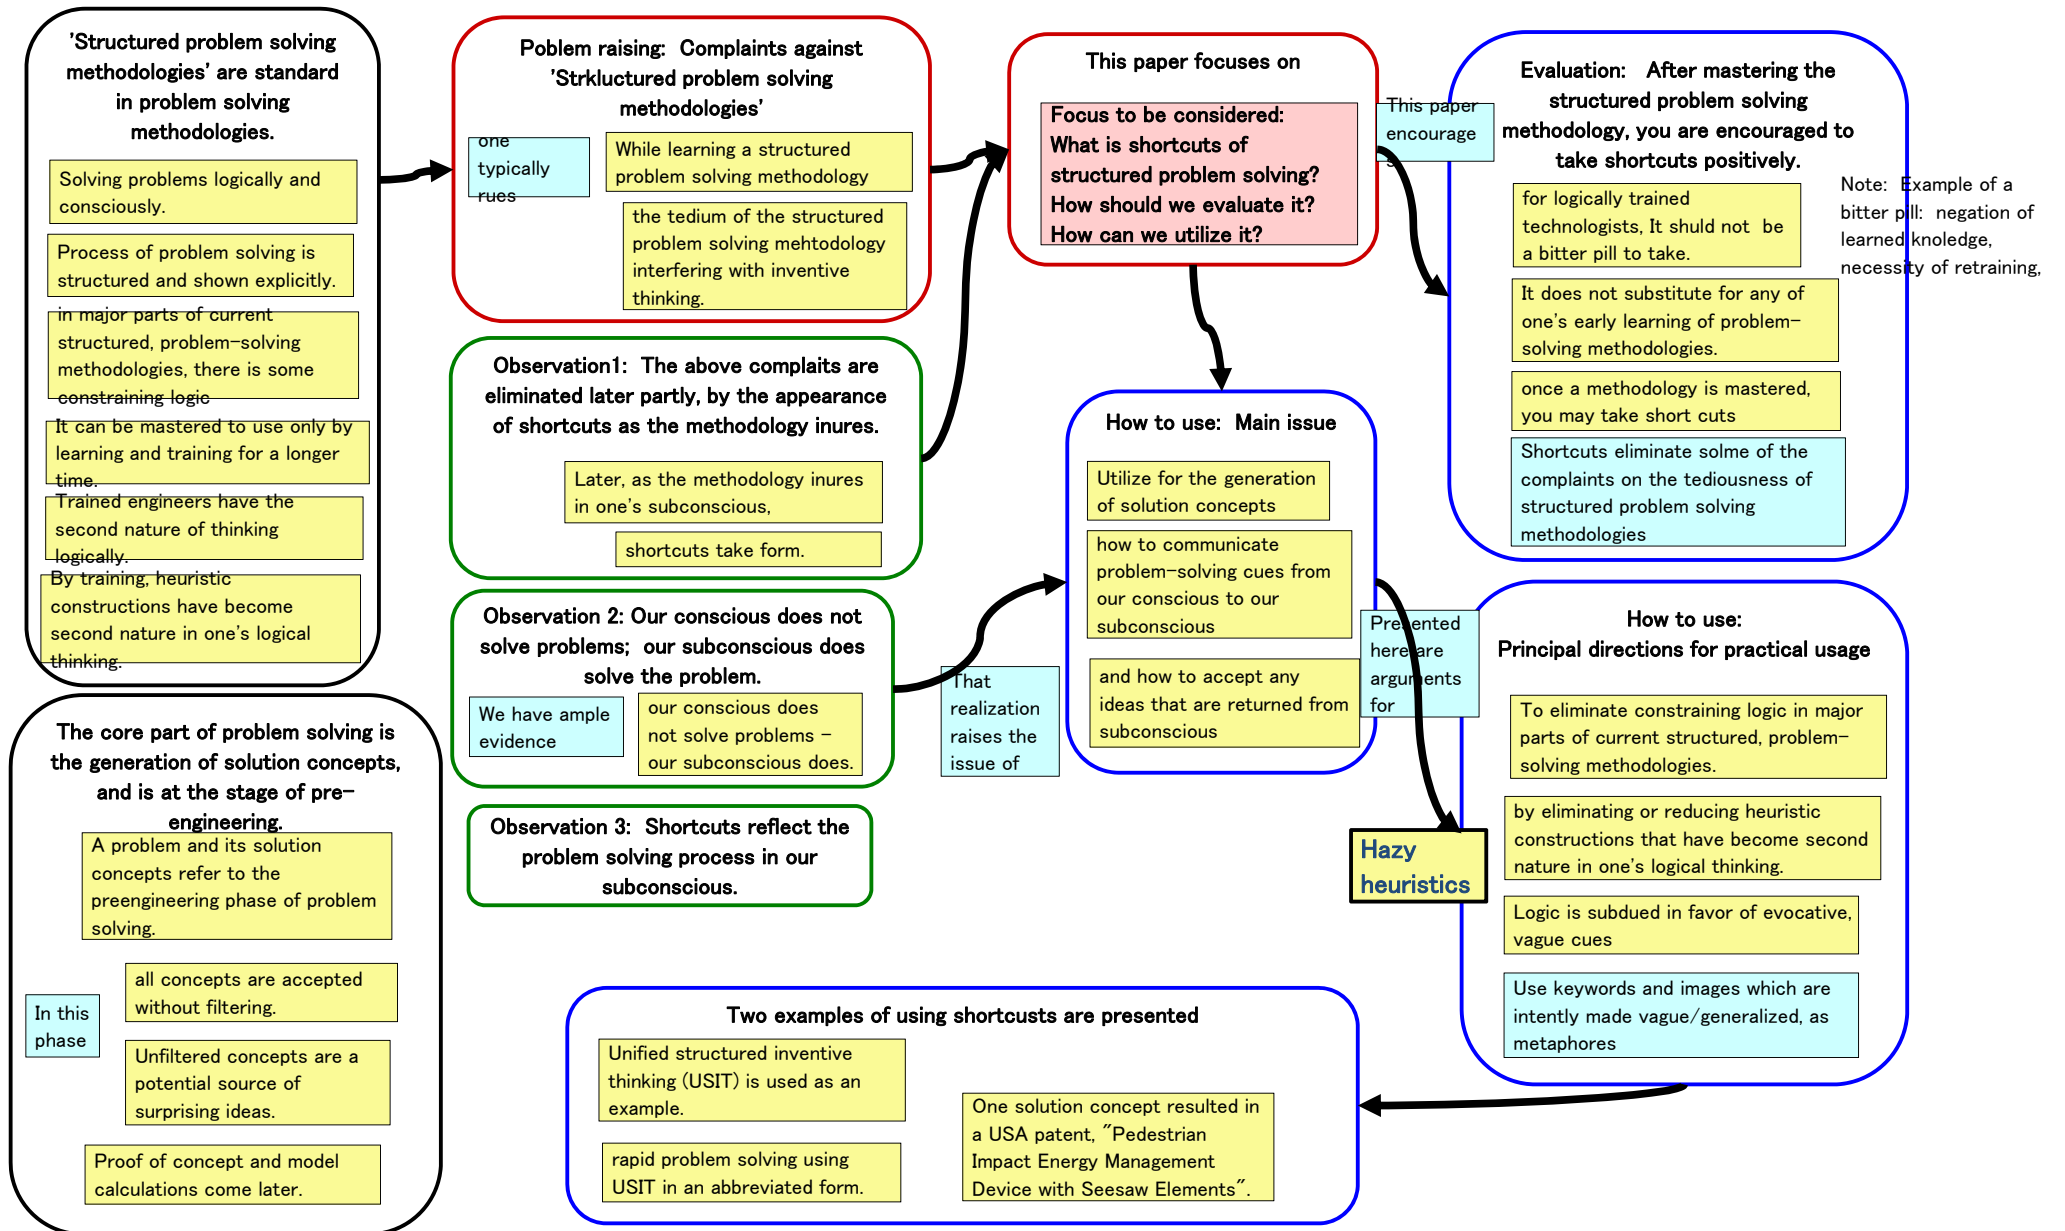 'Structured problem solving
methodologies' are standard
in problem solving
methodologies.
Solving problems logically and
consciously.
Process of problem solving is
structured and shown explicitly.
in major parts of current
structured, problem-solving
methodologies, there is some
constraining logic
It can be mastered to use only by
learning and training for a longer
time.
Trained engineers have the
second nature of thinking
logically.
By training, heuristic
constructions have become
second nature in one's logical
thinking.
The core part of problem solving is
the generation of solution concepts,
and is at the stage of pre-
engineering.
A problem and its solution
concepts refer to the
preengineering phase of problem
solving.
In this
phase
all concepts are accepted
without filtering.
Unfiltered concepts are a
potential source of
surprising ideas.
Proof of concept and model
calculations come later.
Poblem raising:  Complaints against
'Strkluctured problem solving
methodologies'
one
typically
rues
While learning a structured
problem solving methodology
the tedium of the structured
problem solving mehtodology
interfering with inventive
thinking.
Observation1:  The above complaits are
eliminated later partly, by the appearance
of shortcuts as the methodology inures.
Later, as the methodology inures
in one's subconscious,
shortcuts take form.
Observation 2: Our conscious does not
solve problems;  our subconscious does
solve the problem.
We have ample
evidence
our conscious does
not solve problems -
our subconscious does.
Observation 3:  Shortcuts reflect the
problem solving process in our
subconscious.
This paper focuses on
Focus to be considered:
What is shortcuts of
structured problem solving?
How should we evaluate it?
How can we utilize it?
That
realization
raises the
issue of
How to use:  Main issue
Utilize for the generation
of solution concepts
how to communicate
problem-solving cues from
our conscious to our
subconscious
and how to accept any
ideas that are returned from
subconscious
This paper
encourage
s
Evaluation:   After mastering the
structured problem solving
methodology, you are encouraged to
take shortcuts positively.
for logically trained
technologists, It shuld not  be
a bitter pill to take.
It does not substitute for any of
one's early learning of problem-
solving methodologies.
once a methodology is mastered,
you may take short cuts
Shortcuts eliminate solme of the
complaints on the tediousness of
structured problem solving
methodologies
Note:  Example of a
bitter pill:  negation of
learned knoledge,
necessity of retraining,
Presented
here are
arguments
for
Hazy
heuristics
How to use:
Principal directions for practical usage
To eliminate constraining logic in major
parts of current structured, problem-
solving methodologies.
by eliminating or reducing heuristic
constructions that have become second
nature in one's logical thinking.
Logic is subdued in favor of evocative,
vague cues
Use keywords and images which are
intently made vague/generalized, as
metaphores
Two examples of using shortcusts are presented
Unified structured inventive
thinking (USIT) is used as an
example.
rapid problem solving using
USIT in an abbreviated form.
One solution concept resulted in
a USA patent, "Pedestrian
Impact Energy Management
Device with Seesaw Elements".